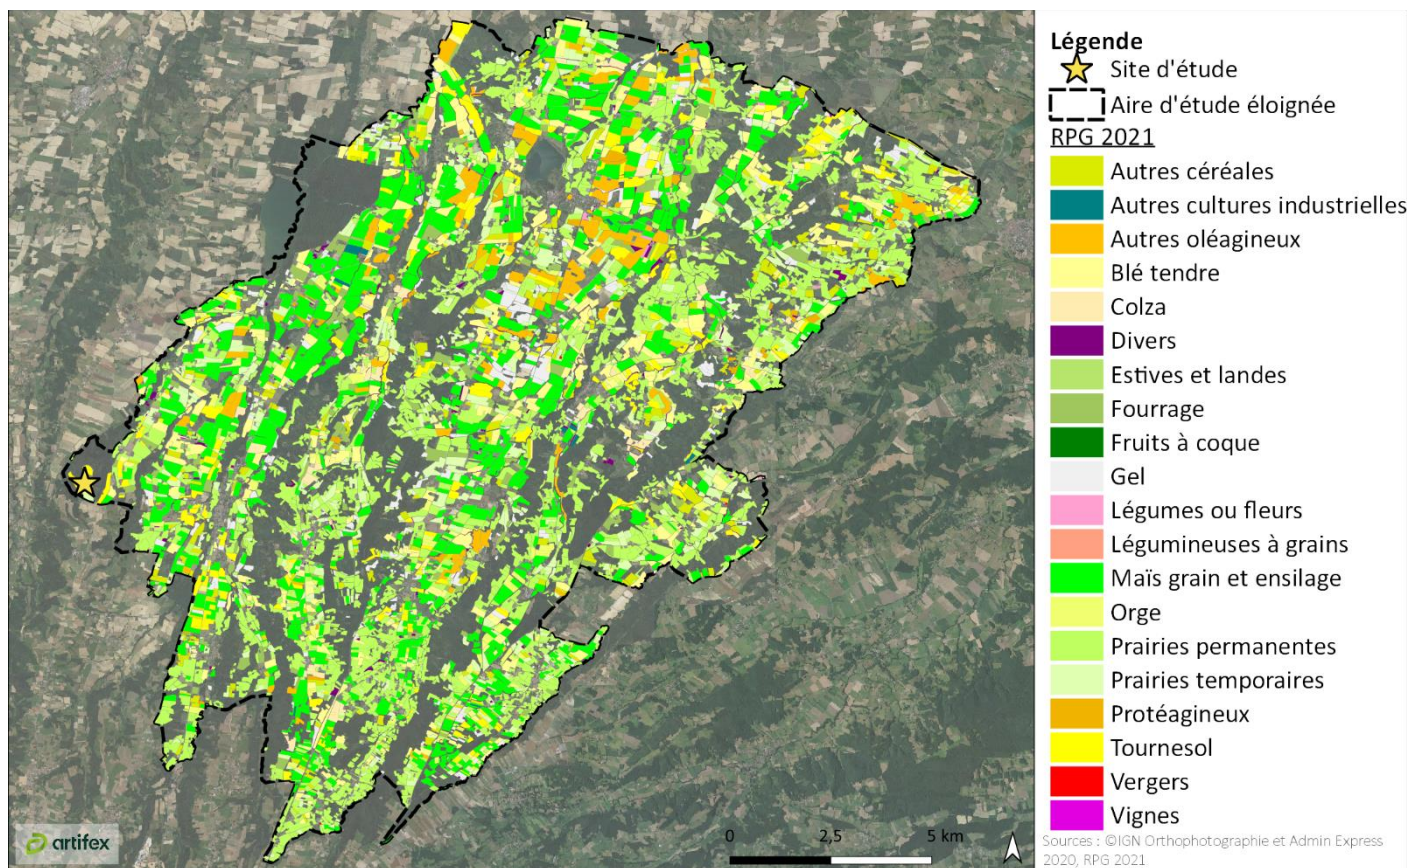 Légende
Site d'étude
Aire d'étude éloignée
RPG 2021
Autres céréales
Autres cultures industrielles
Autres oléagineux
Blé tendre
Colza
Divers
Estives et landes
Fourrage
Fruits à coque
Gel
Légumes ou fleurs
Légumineuses à grains
Maïs grain et ensilage
Orge
Prairies permanentes
Prairies temporaires
Protéagineux
Tournesol
Vergers
Vignes
Sources : ©IGN Orthophotographie et Admin Express
2020, RPG 2021
0 2,5 5 km
artifex